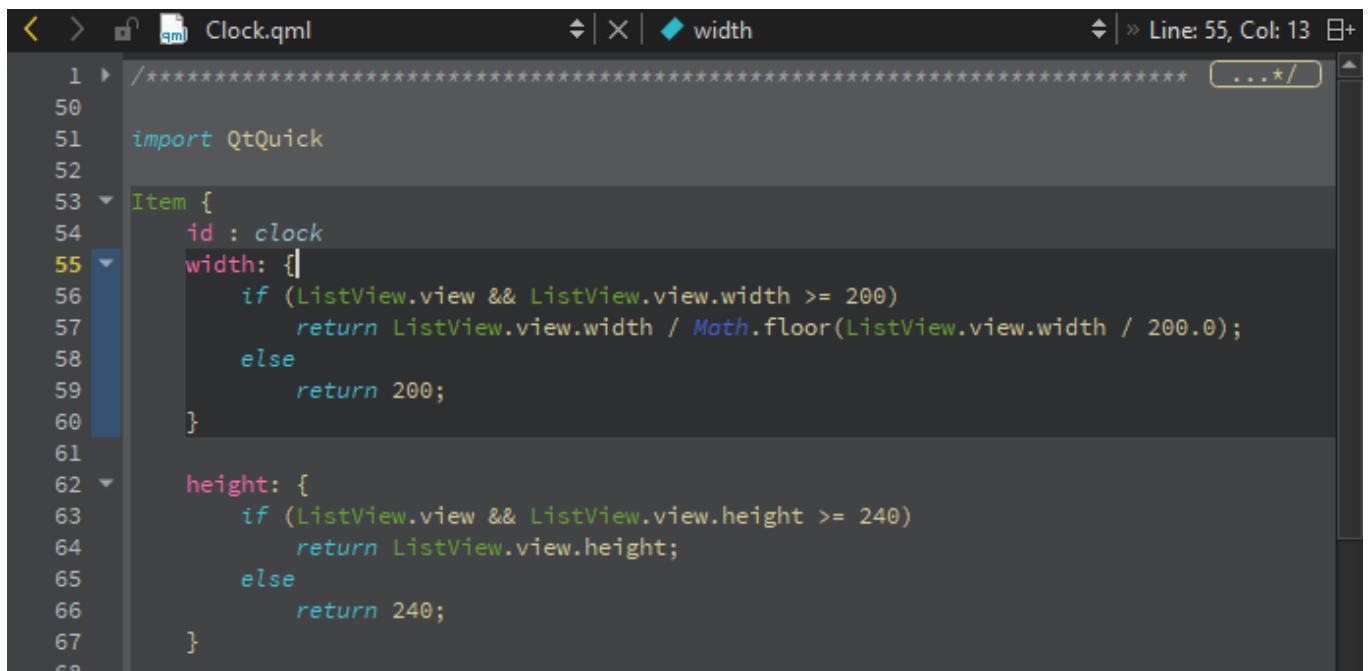 Clock.qml width » Line: 55, Col: 13
1 /***************************************************************************** ...*/
50
51 import QtQuick
52
53 Item {
54     id : clock
55     width: {
56         if (ListView.view && ListView.view.width >= 200)
57             return ListView.view.width / Math.floor(ListView.view.width / 200.0);
58         else
59             return 200;
60     }
61
62     height: {
63         if (ListView.view && ListView.view.height >= 240)
64             return ListView.view.height;
65         else
66             return 240;
67     }